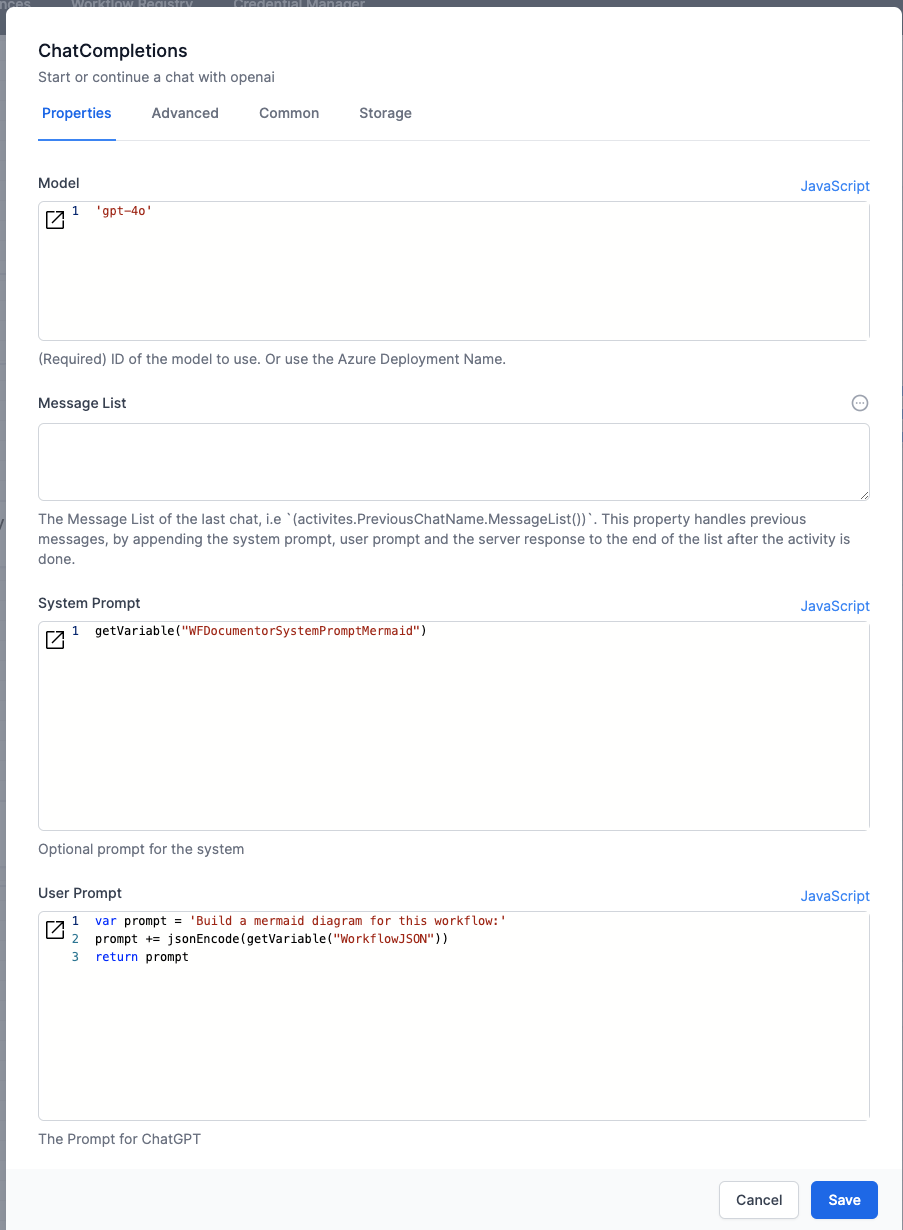 nces Workflow Registry Credential Manager
ChatCompletions
Start or continue a chat with openai
Properties Advanced Common Storage
Model
JavaScript
1 'gpt-4o'
(Required) ID of the model to use. Or use the Azure Deployment Name.
Message List
The Message List of the last chat, i.e `(activites.PreviousChatName.MessageList())`. This property handles previous
messages, by appending the system prompt, user prompt and the server response to the end of the list after the activity is
done.
System Prompt
JavaScript
1 getVariable("WFDocumentorSystemPromptMermaid")
Optional prompt for the system
User Prompt
JavaScript
1 var prompt = 'Build a mermaid diagram for this workflow:'
2 prompt += jsonEncode(getVariable("WorkflowJSON"))
3 return prompt
The Prompt for ChatGPT
Cancel Save